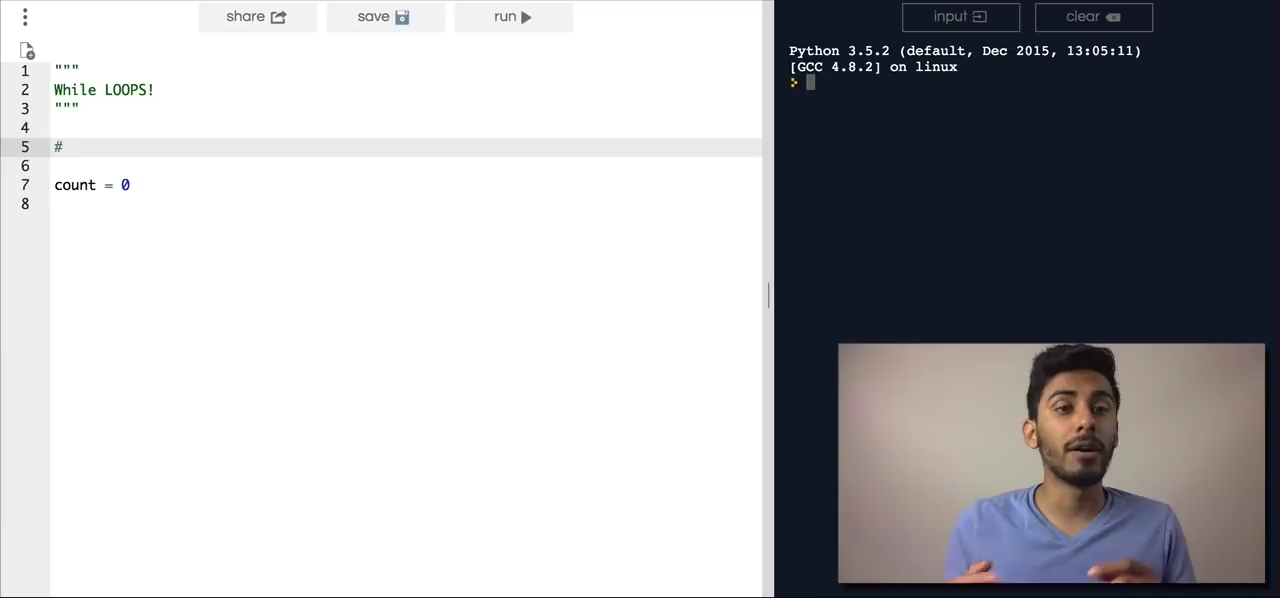 share
save
run
input
clear
1 """
2 While LOOPS!
3 """
4
5 #
6
7 count = 0
8
Python 3.5.2 (default, Dec 2015, 13:05:11)
[GCC 4.8.2] on linux
>